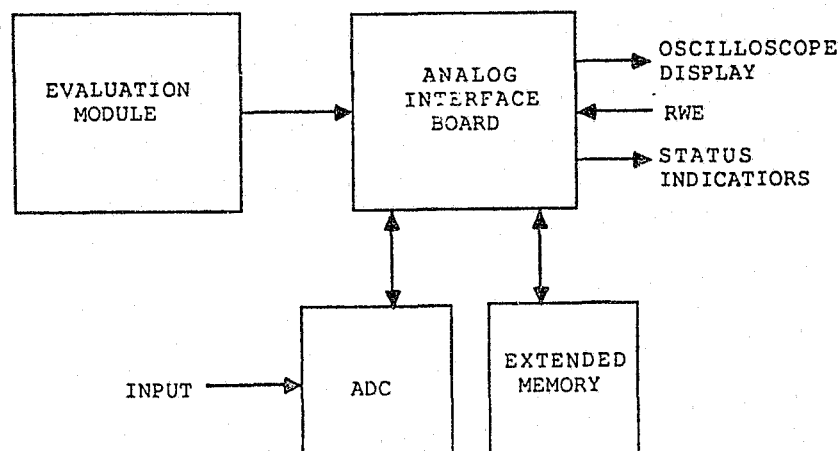 EVALUATION
MODULE
ANALOG
INTERFACE
BOARD
OSCILLOSCOPE
DISPLAY
RWE
STATUS
INDICATIORS
INPUT
ADC
EXTENDED
MEMORY